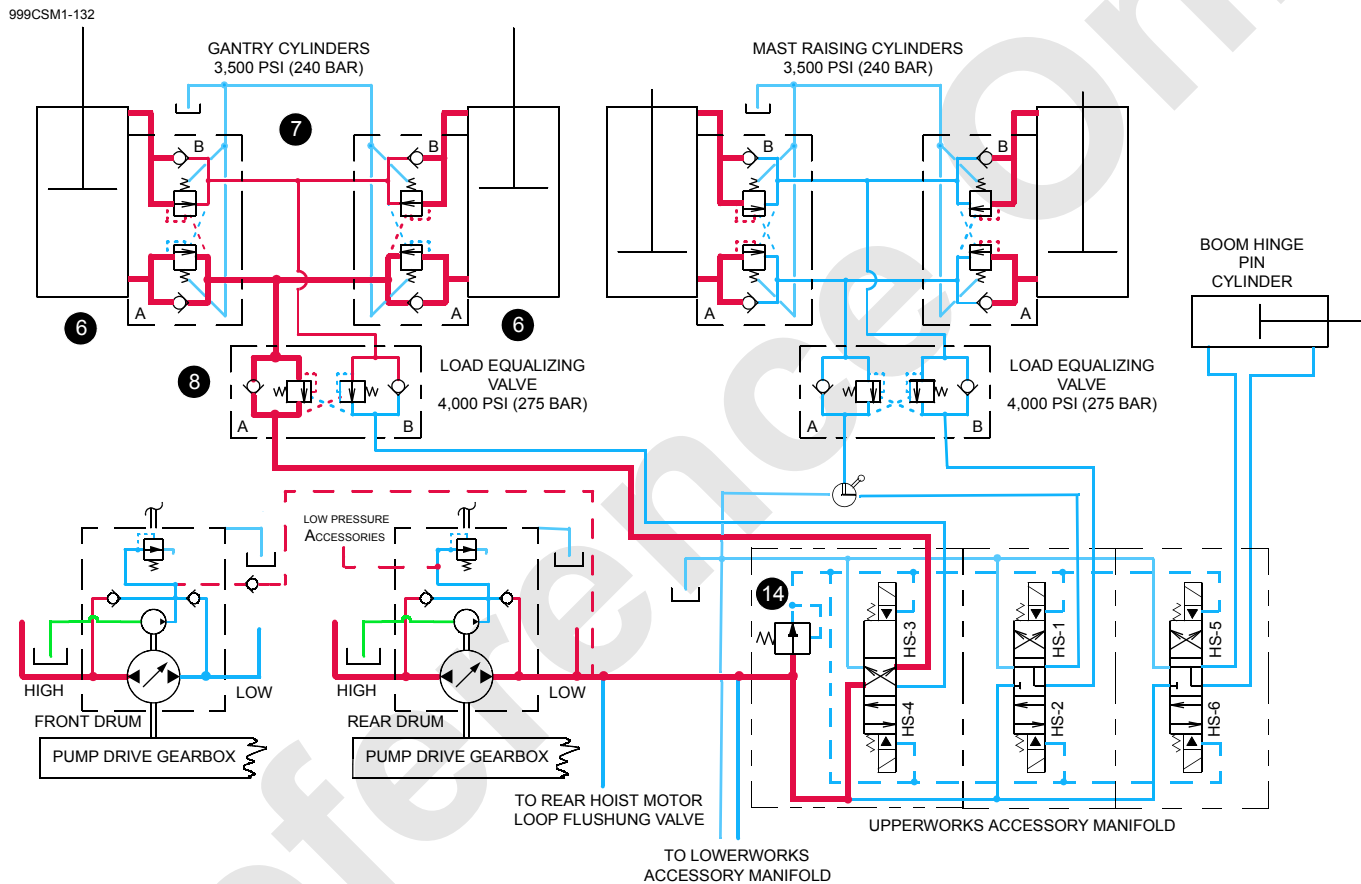 999CSM1-132
GANTRY CYLINDERS
3,500 PSI (240 BAR)
MAST RAISING CYLINDERS
3,500 PSI (240 BAR)
7
B
B
B
B
BOOM HINGE
PIN
CYLINDER
A
A
A
A
6
6
8
LOAD EQUALIZING
VALVE
4,000 PSI (275 BAR)
A
B
LOAD EQUALIZING
VALVE
4,000 PSI (275 BAR)
A
B
LOW PRESSURE
ACCESSORIES
14
HS-3
HS-1
HS-5
HS-4
HS-2
HS-6
HIGH
LOW
HIGH
LOW
FRONT DRUM
REAR DRUM
PUMP DRIVE GEARBOX
PUMP DRIVE GEARBOX
TO REAR HOIST MOTOR
LOOP FLUSHUNG VALVE
UPPERWORKS ACCESSORY MANIFOLD
TO LOWERWORKS
ACCESSORY MANIFOLD